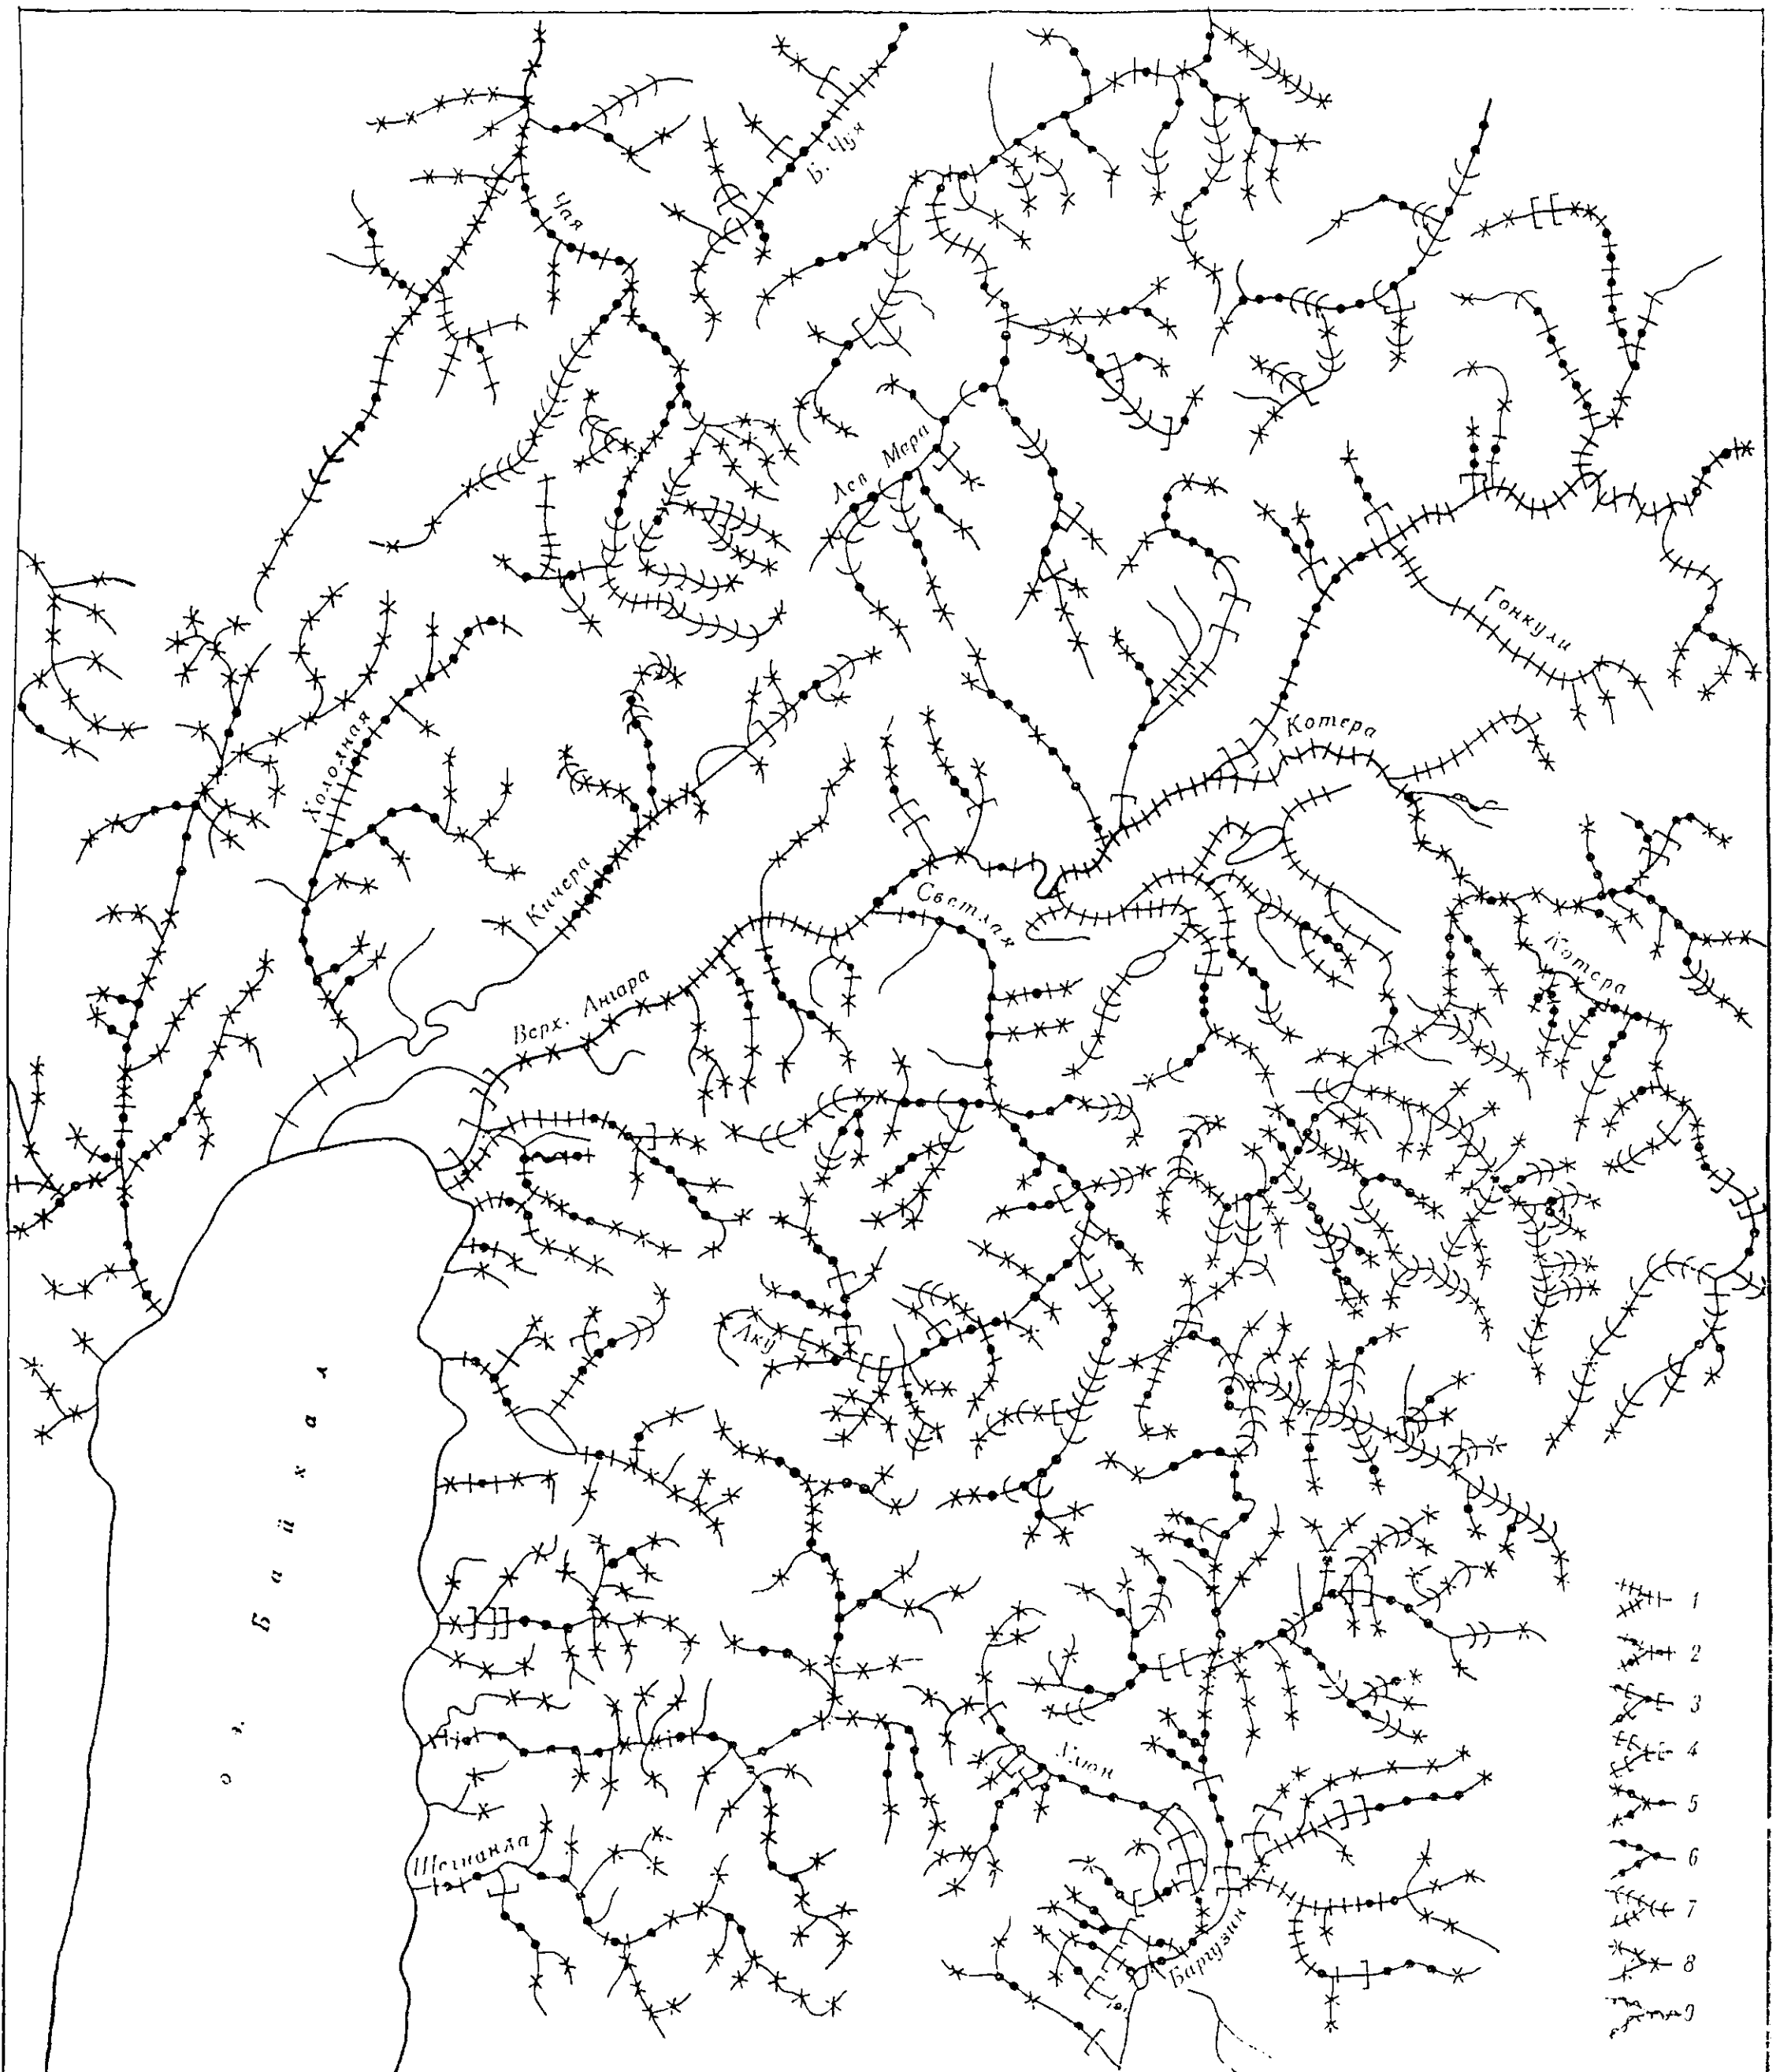 Б. Чуя
Чая
Лев Мера
Гонкули
Холодная
Котера
Кичера
Светлая
Котера
Верх. Ангара
Аку
оз. Байкал
Улюн
Шегнанда
Баргузин
1
2
3
4
5
6
7
8
9